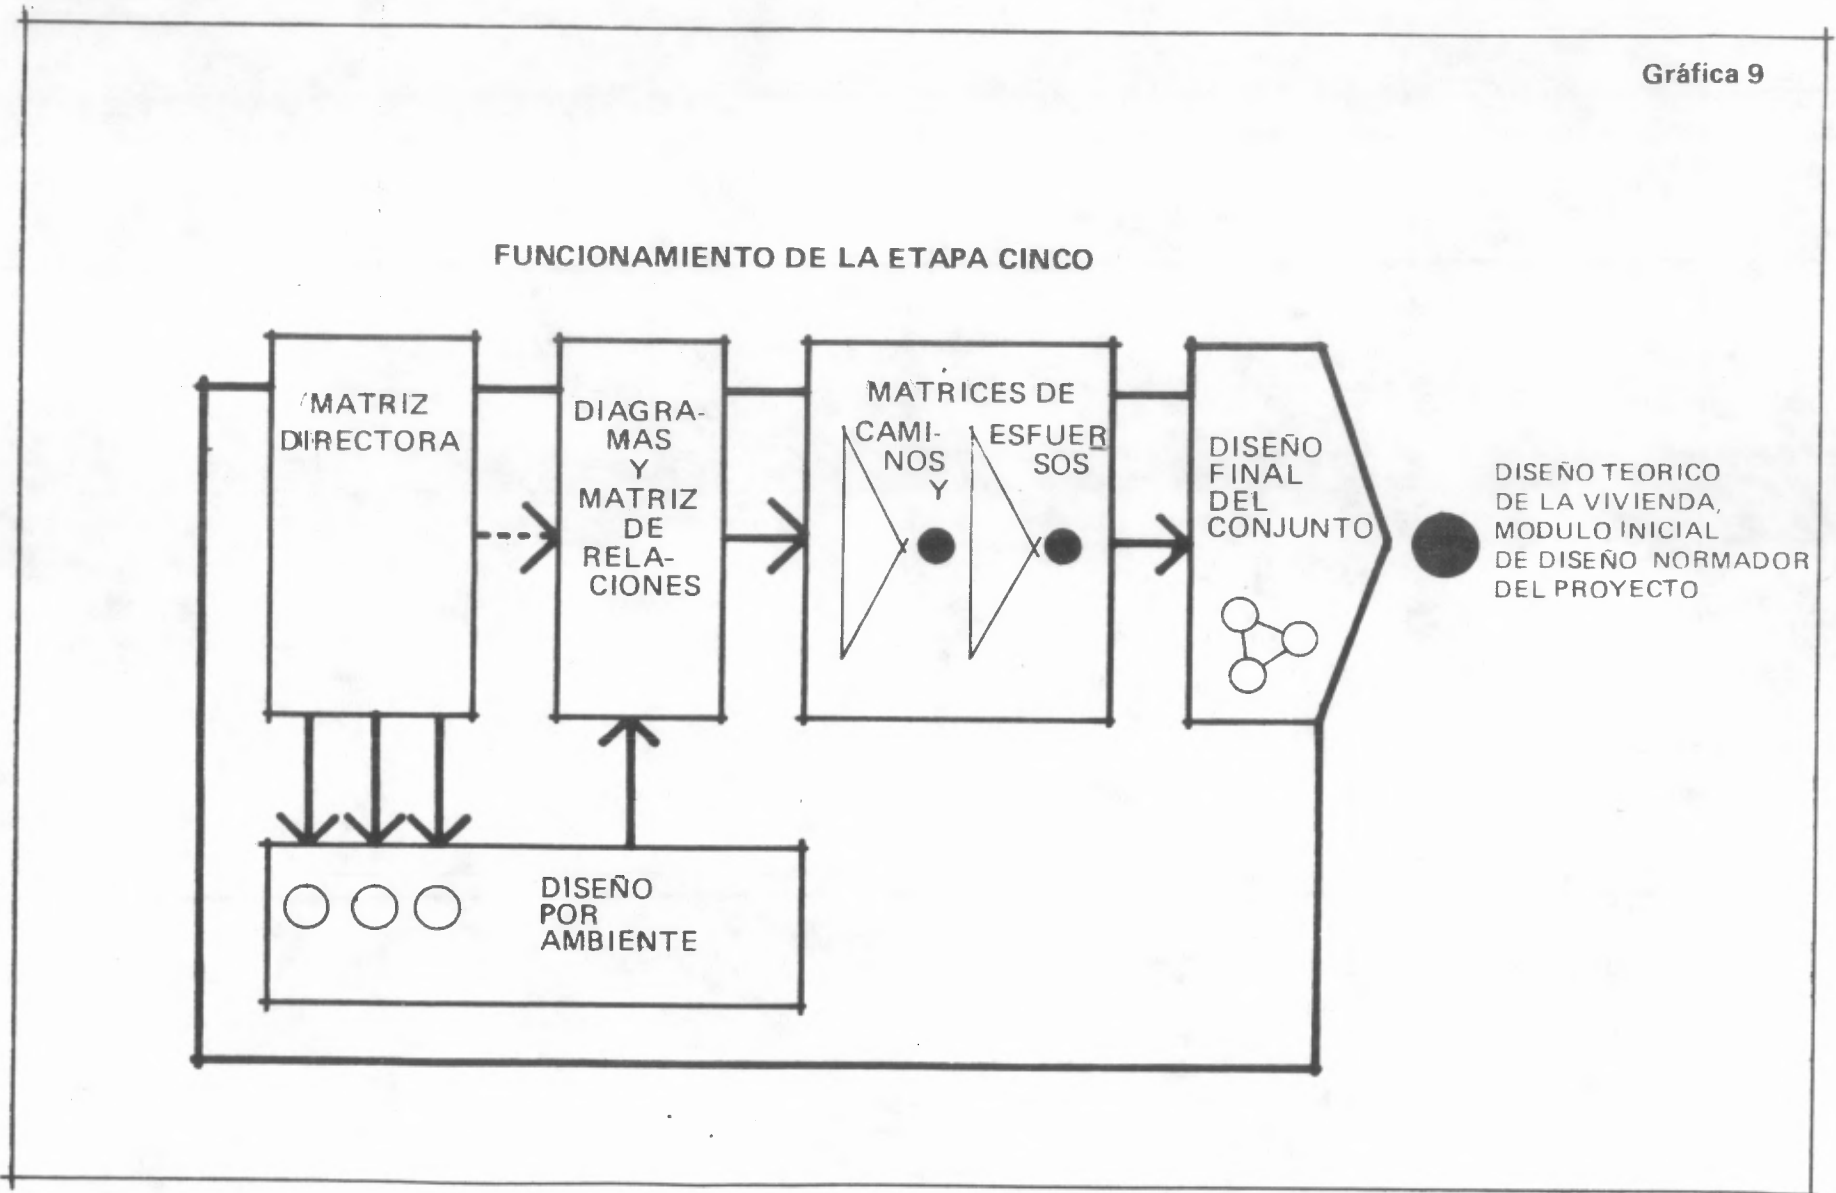 Gráfica 9
FUNCIONAMIENTO DE LA ETAPA CINCO
MATRIZ
DIRECTORA
DIAGRA-
MAS
Y
MATRIZ
DE
RELA-
CIONES
MATRICES DE
CAMI-
NOS
Y
ESFUER
SOS
DISEÑO
FINAL
DEL
CONJUNTO
DISEÑO TEORICO
DE LA VIVIENDA,
MODULO INICIAL
DE DISEÑO NORMADOR
DEL PROYECTO
DISEÑO
POR
AMBIENTE